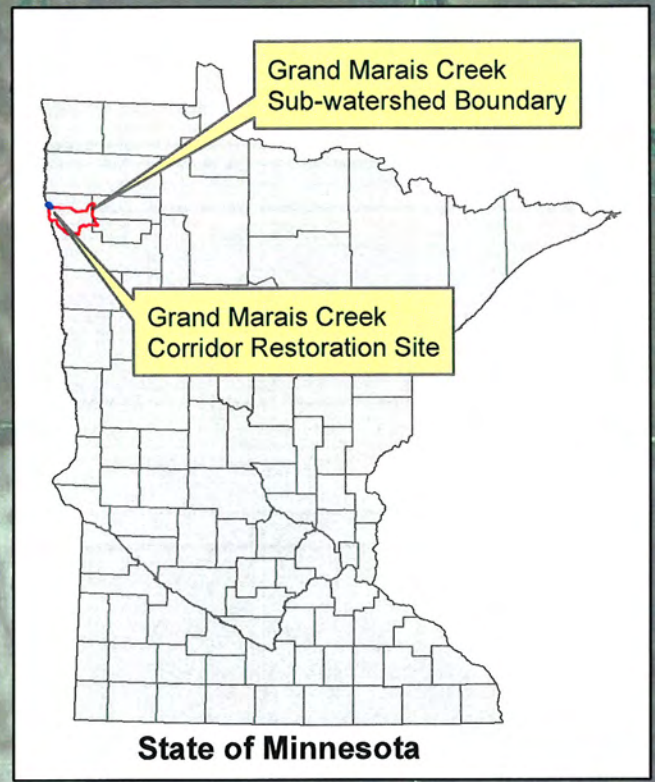 Grand Marais Creek
Sub-watershed Boundary
Grand Marais Creek
Corridor Restoration Site
State of Minnesota